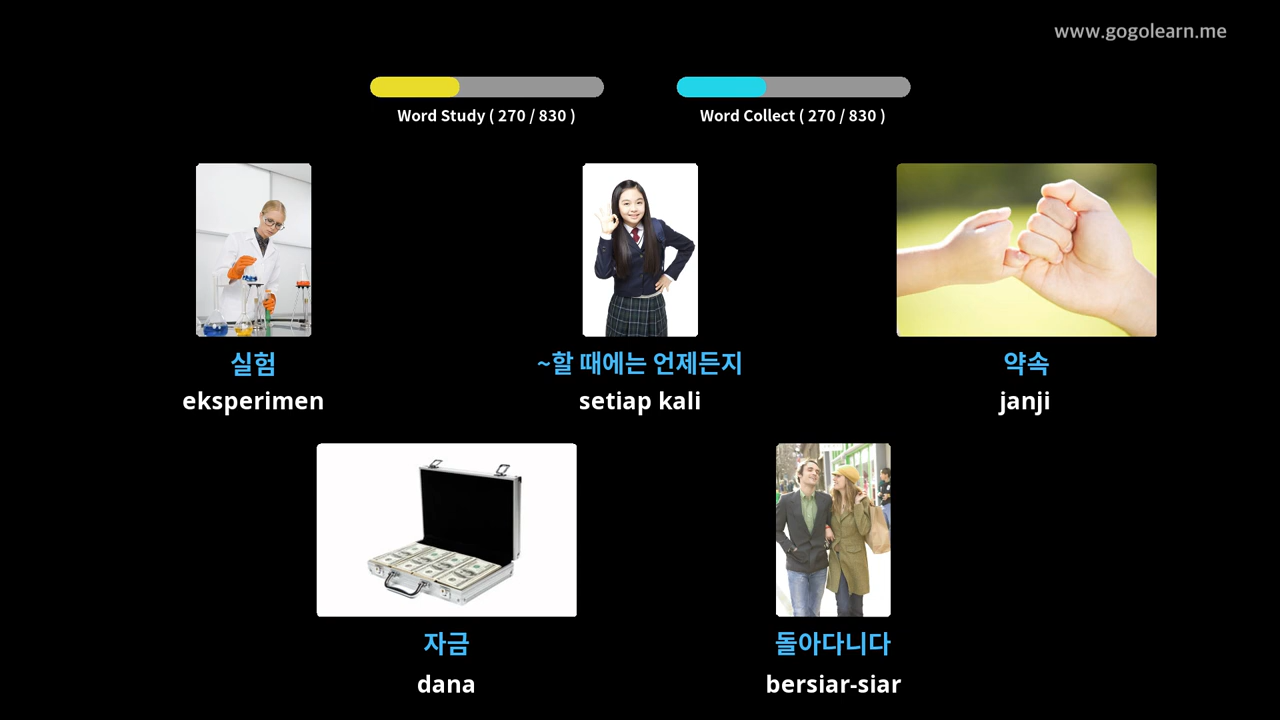 www.gogolearn.me
Word Study ( 270 / 830 )
Word Collect ( 270 / 830 )
실험
eksperimen
~할 때에는 언제든지
setiap kali
약속
janji
자금
dana
돌아다니다
bersiar-siar